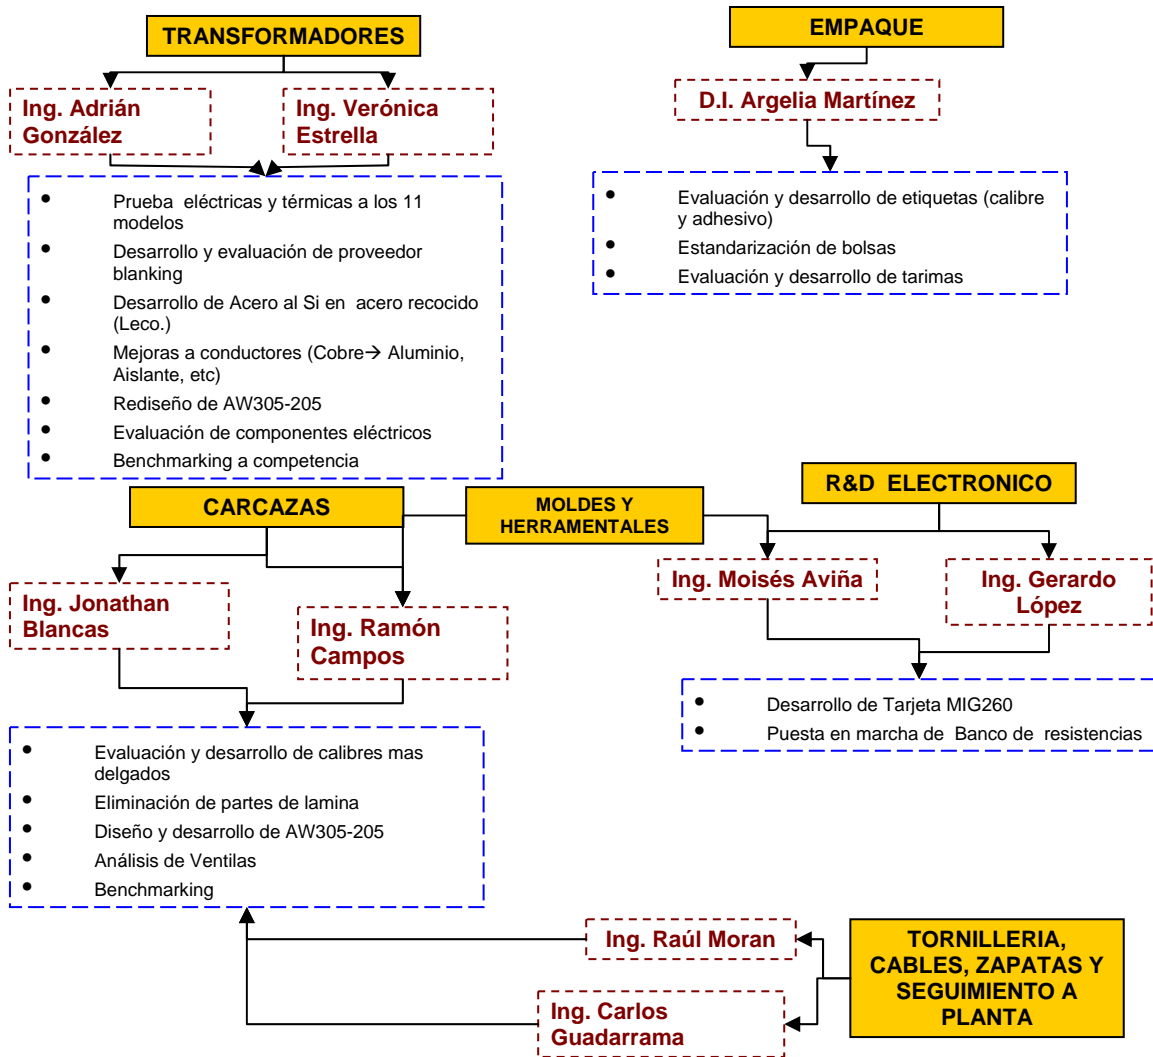 TRANSFORMADORES
Ing. Adrián
González
Ing. Verónica
Estrella
• Prueba eléctricas y térmicas a los 11
modelos
• Desarrollo y evaluación de proveedor
blanking
• Desarrollo de Acero al Si en acero recocido
(Leco.)
• Mejoras a conductores (Cobre→ Aluminio,
Aislante, etc)
• Rediseño de AW305-205
• Evaluación de componentes eléctricos
• Benchmarking a competencia
EMPAQUE
D.I. Argelia Martínez
• Evaluación y desarrollo de etiquetas (calibre
y adhesivo)
• Estandarización de bolsas
• Evaluación y desarrollo de tarimas
CARCAZAS
MOLDES Y
HERRAMENTALES
R&D ELECTRONICO
Ing. Jonathan
Blancas
Ing. Ramón
Campos
Ing. Moisés Aviña
Ing. Gerardo
López
• Evaluación y desarrollo de calibres mas
delgados
• Eliminación de partes de lamina
• Diseño y desarrollo de AW305-205
• Análisis de Ventilas
• Benchmarking
• Desarrollo de Tarjeta MIG260
• Puesta en marcha de Banco de resistencias
Ing. Raúl Moran
Ing. Carlos
Guadarrama
TORNILLERIA,
CABLES, ZAPATAS Y
SEGUIMIENTO A
PLANTA